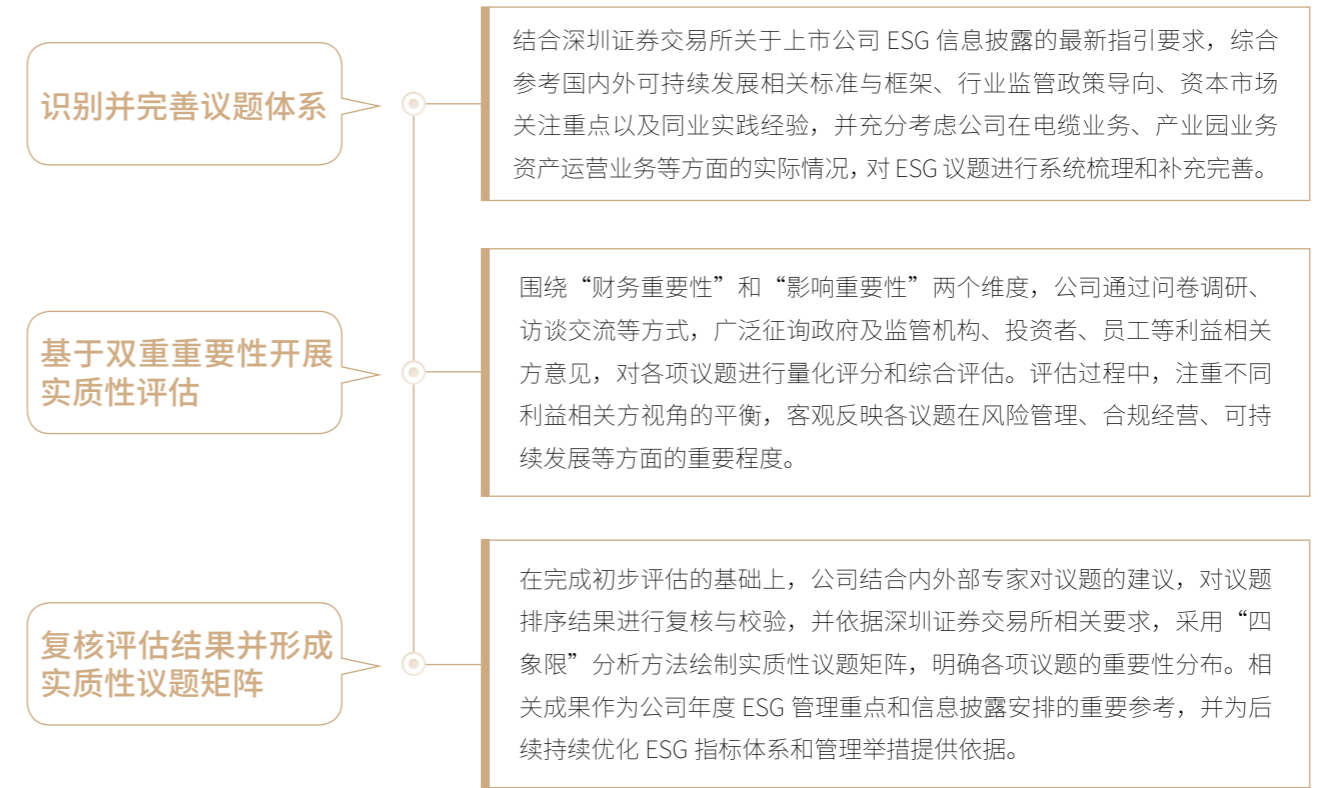 识别并完善议题体系
结合深圳证券交易所关于上市公司 ESG 信息披露的最新指引要求，综合
参考国内外可持续发展相关标准与框架、行业监管政策导向、资本市场
关注重点以及同业实践经验，并充分考虑公司在电缆业务、产业园业务
资产运营业务等方面的实际情况，对 ESG 议题进行系统梳理和补充完善。
基于双重重要性开展
实质性评估
围绕“财务重要性”和“影响重要性”两个维度，公司通过问卷调研、
访谈交流等方式，广泛征询政府及监管机构、投资者、员工等利益相关
方意见，对各项议题进行量化评分和综合评估。评估过程中，注重不同
利益相关方视角的平衡，客观反映各议题在风险管理、合规经营、可持
续发展等方面的重要程度。
复核评估结果并形成
实质性议题矩阵
在完成初步评估的基础上，公司结合内外部专家对议题的建议，对议题
排序结果进行复核与校验，并依据深圳证券交易所相关要求，采用“四
象限”分析方法绘制实质性议题矩阵，明确各项议题的重要性分布。相
关成果作为公司年度 ESG 管理重点和信息披露安排的重要参考，并为后
续持续优化 ESG 指标体系和管理举措提供依据。